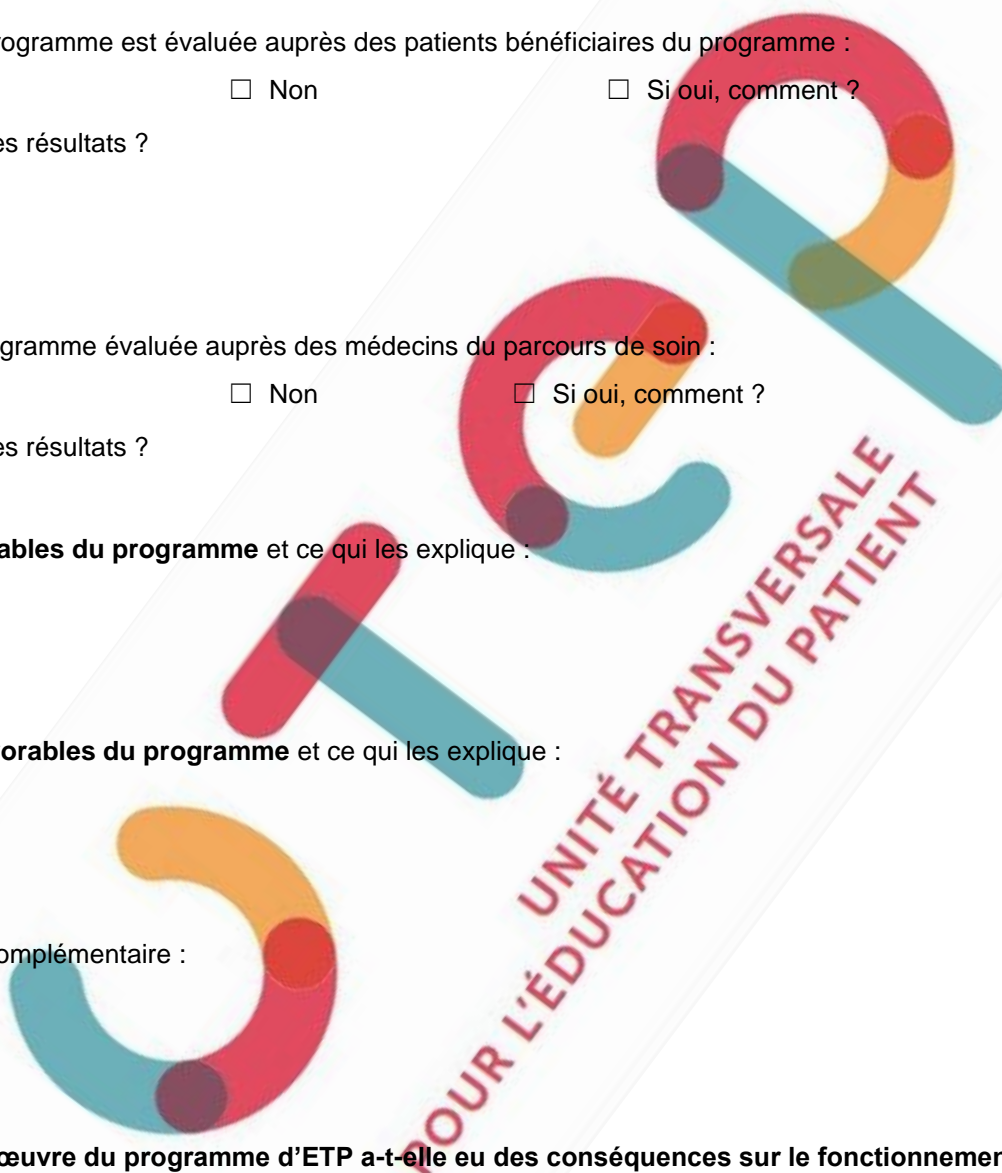 ogramme est évaluée auprès des patients bénéficiaires du programme :
☐ Non ☐ Si oui, comment ?
es résultats ?
gramme évaluée auprès des médecins du parcours de soin :
☐ Non ☐ Si oui, comment ?
es résultats ?
ables du programme et ce qui les explique :
orables du programme et ce qui les explique :
omplémentaire :
œuvre du programme d'ETP a-t-elle eu des conséquences sur le fonctionnemen
UTEP
UNITÉ TRANSVERSALE
POUR L'ÉDUCATION DU PATIENT